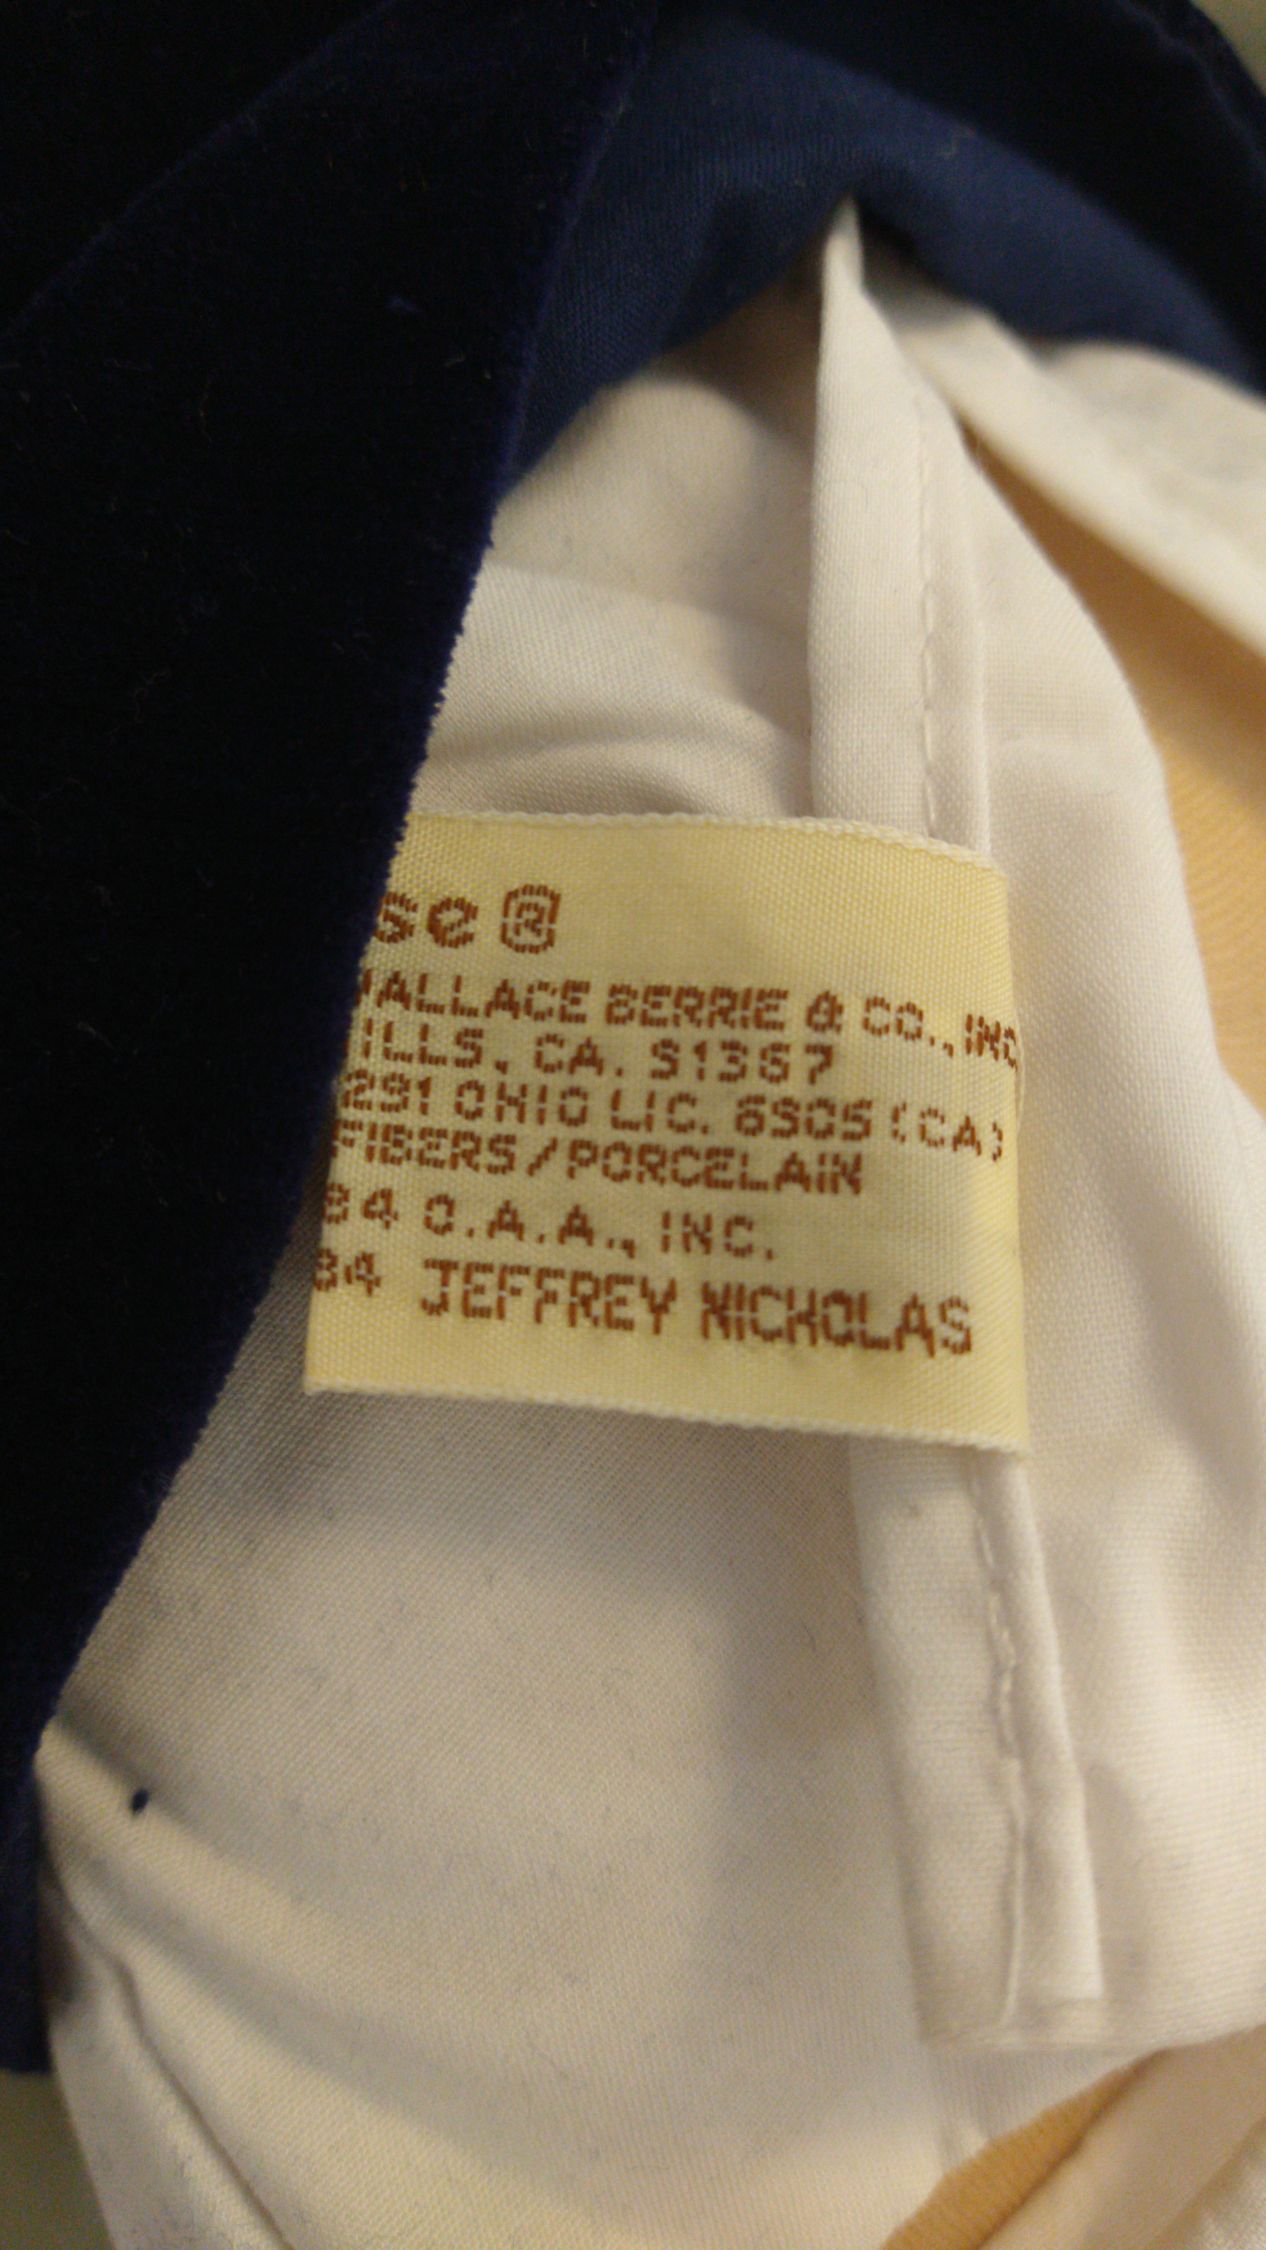 se ®
WALLACE BERRIE & CO., INC
ILLS, CA. 91367
291 OHIO LIC. 6905 (CA)
FIBERS/PORCELAIN
84 O.A.A., INC.
84 JEFFREY NICHOLAS